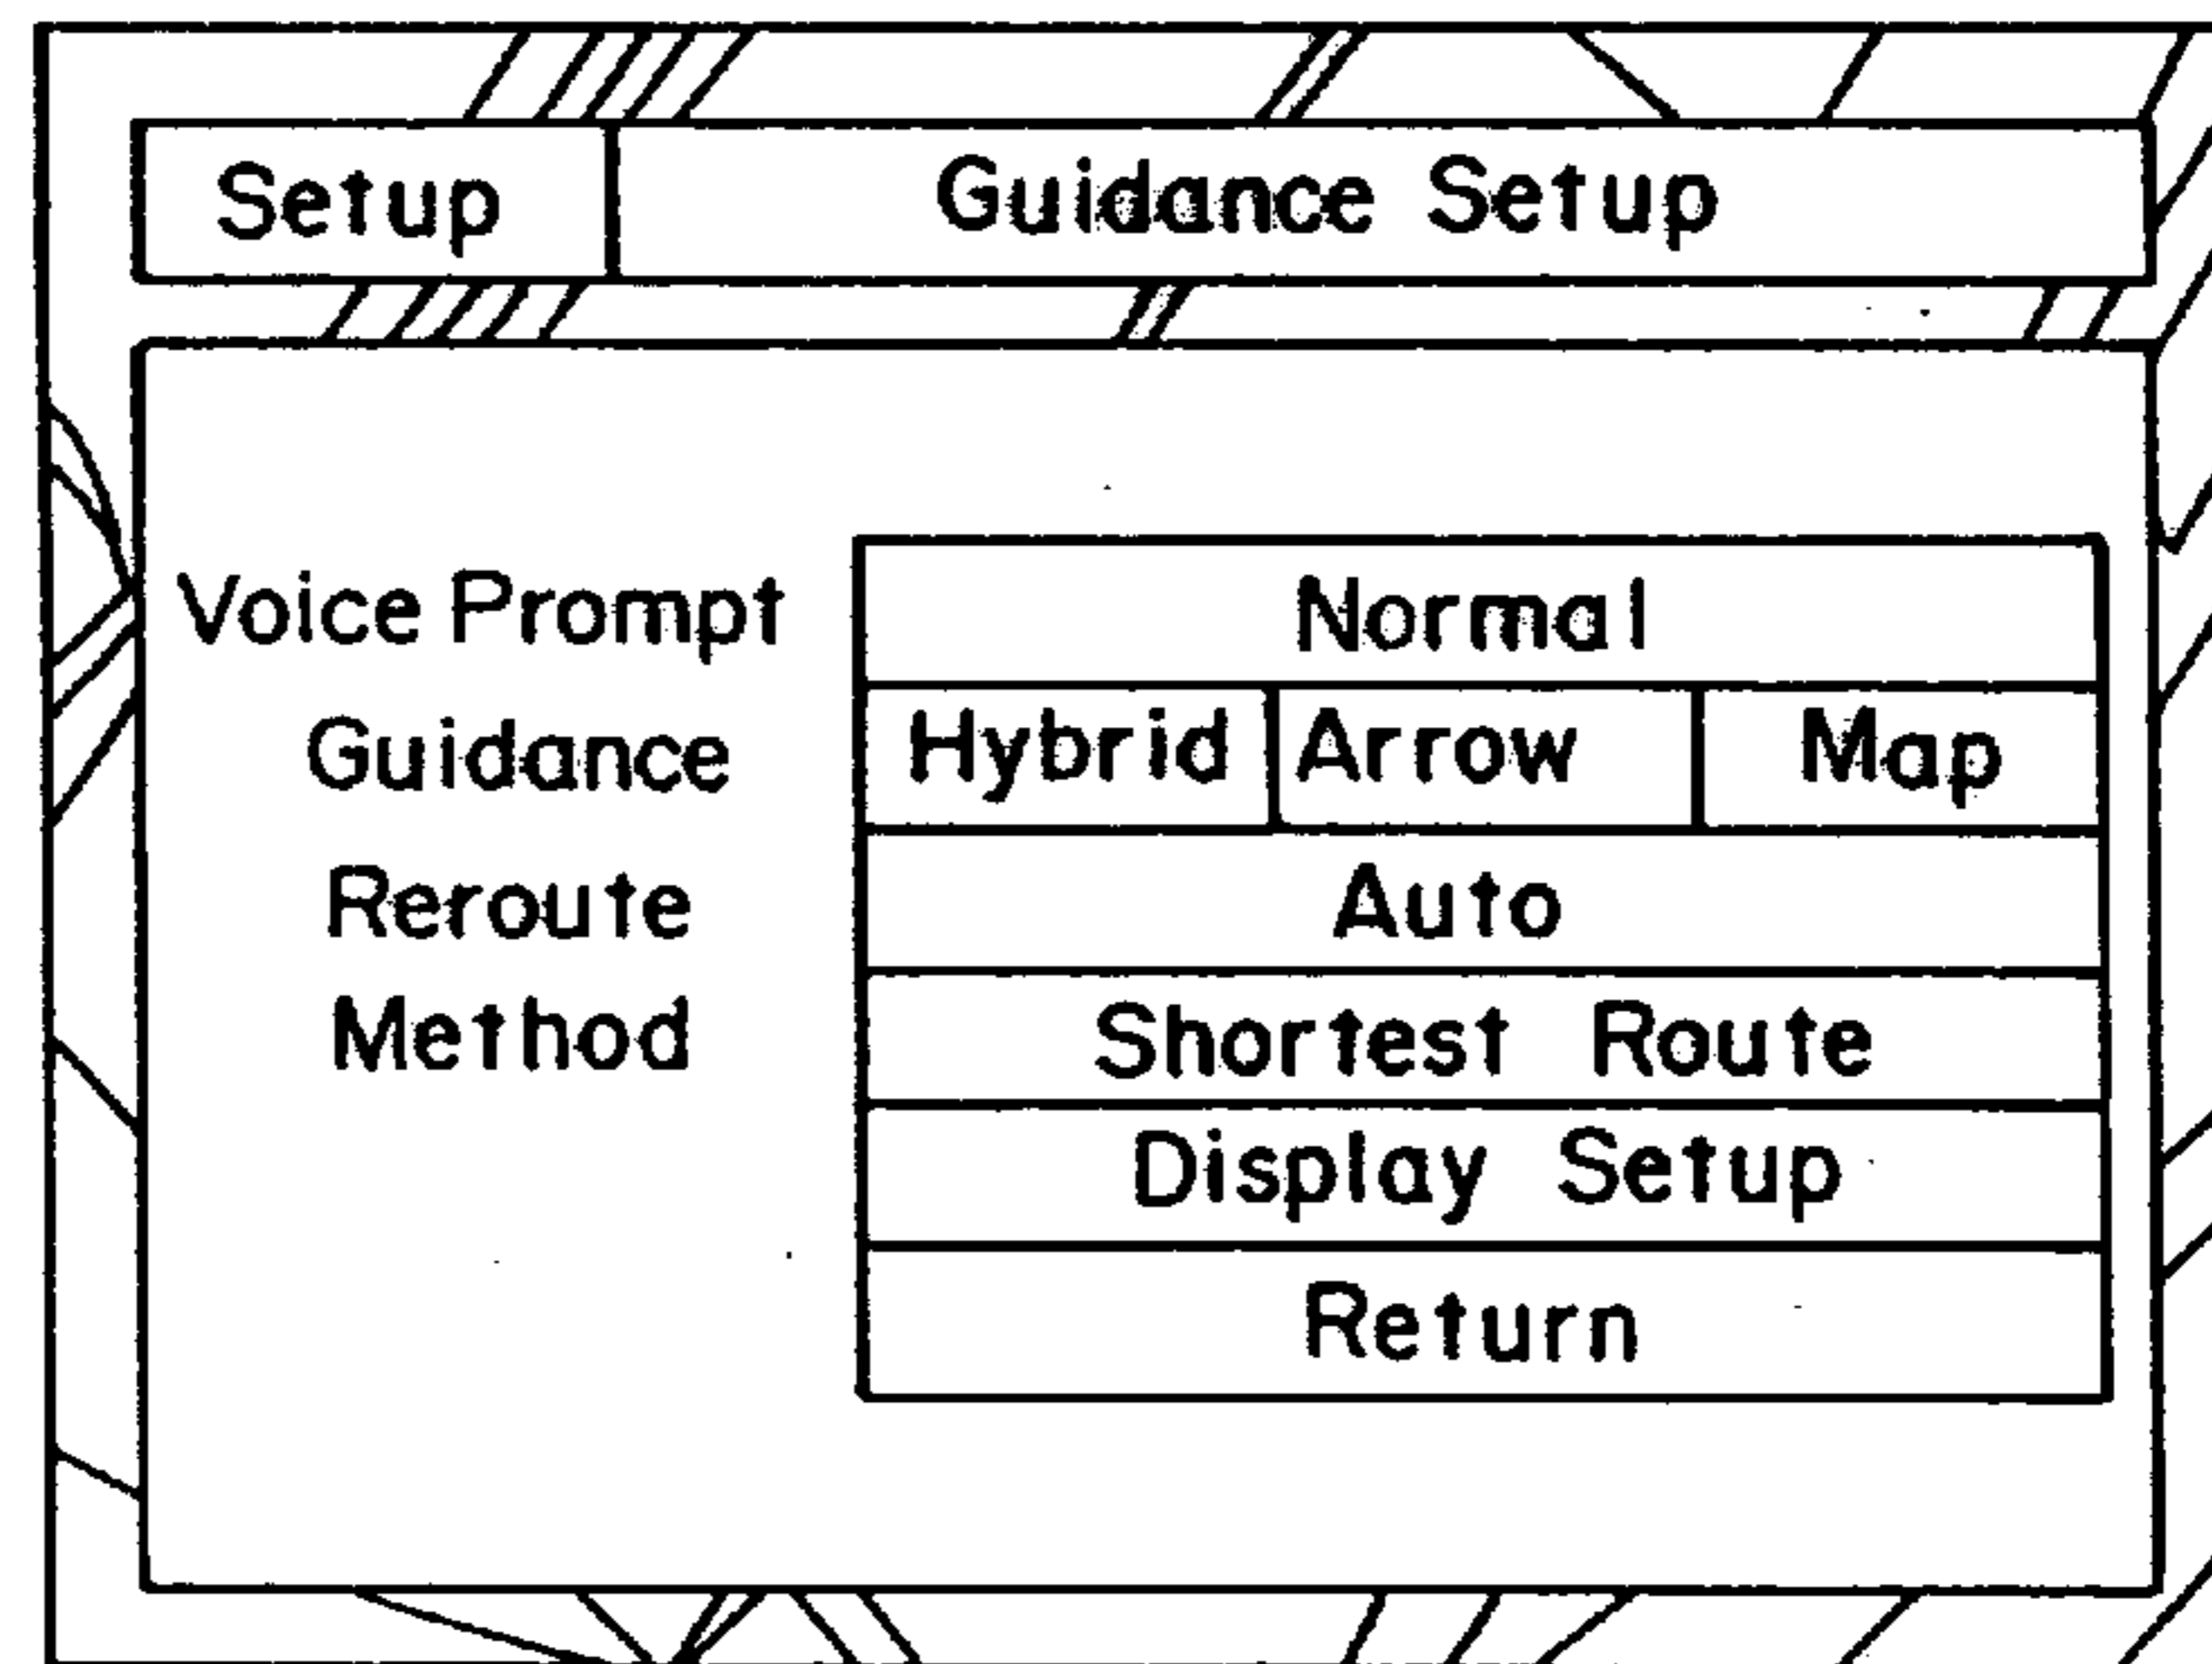 Setup Guidance Setup
Voice Prompt Normal
Guidance Hybrid Arrow Map
Reroute Auto
Method Shortest Route
Display Setup
Return